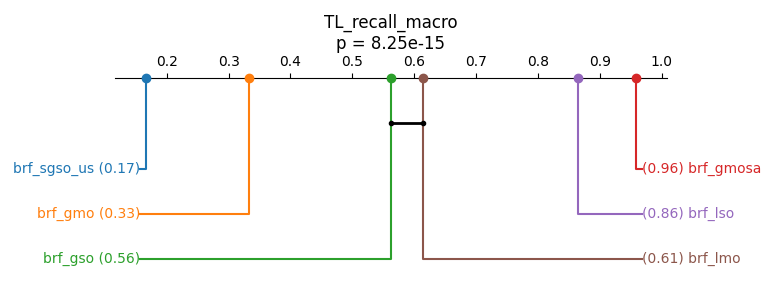 TL_recall_macro
p = 8.25e-15
0.2 0.3 0.4 0.5 0.6 0.7 0.8 0.9 1.0
brf_sgso_us (0.17) (0.96) brf_gmosa
brf_gmo (0.33) (0.86) brf_lso
brf_gso (0.56) (0.61) brf_lmo